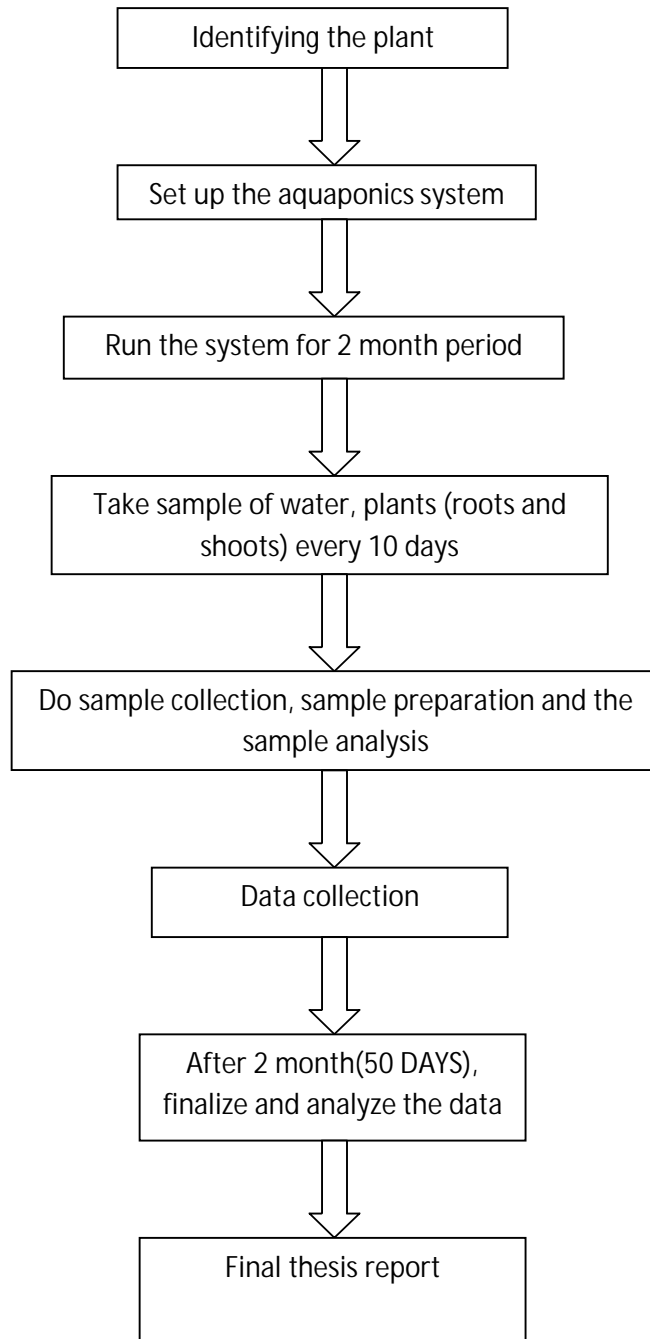 Identifying the plant
Set up the aquaponics system
Run the system for 2 month period
Take sample of water, plants (roots and
shoots) every 10 days
Do sample collection, sample preparation and the
sample analysis
Data collection
After 2 month(50 DAYS),
finalize and analyze the data
Final thesis report